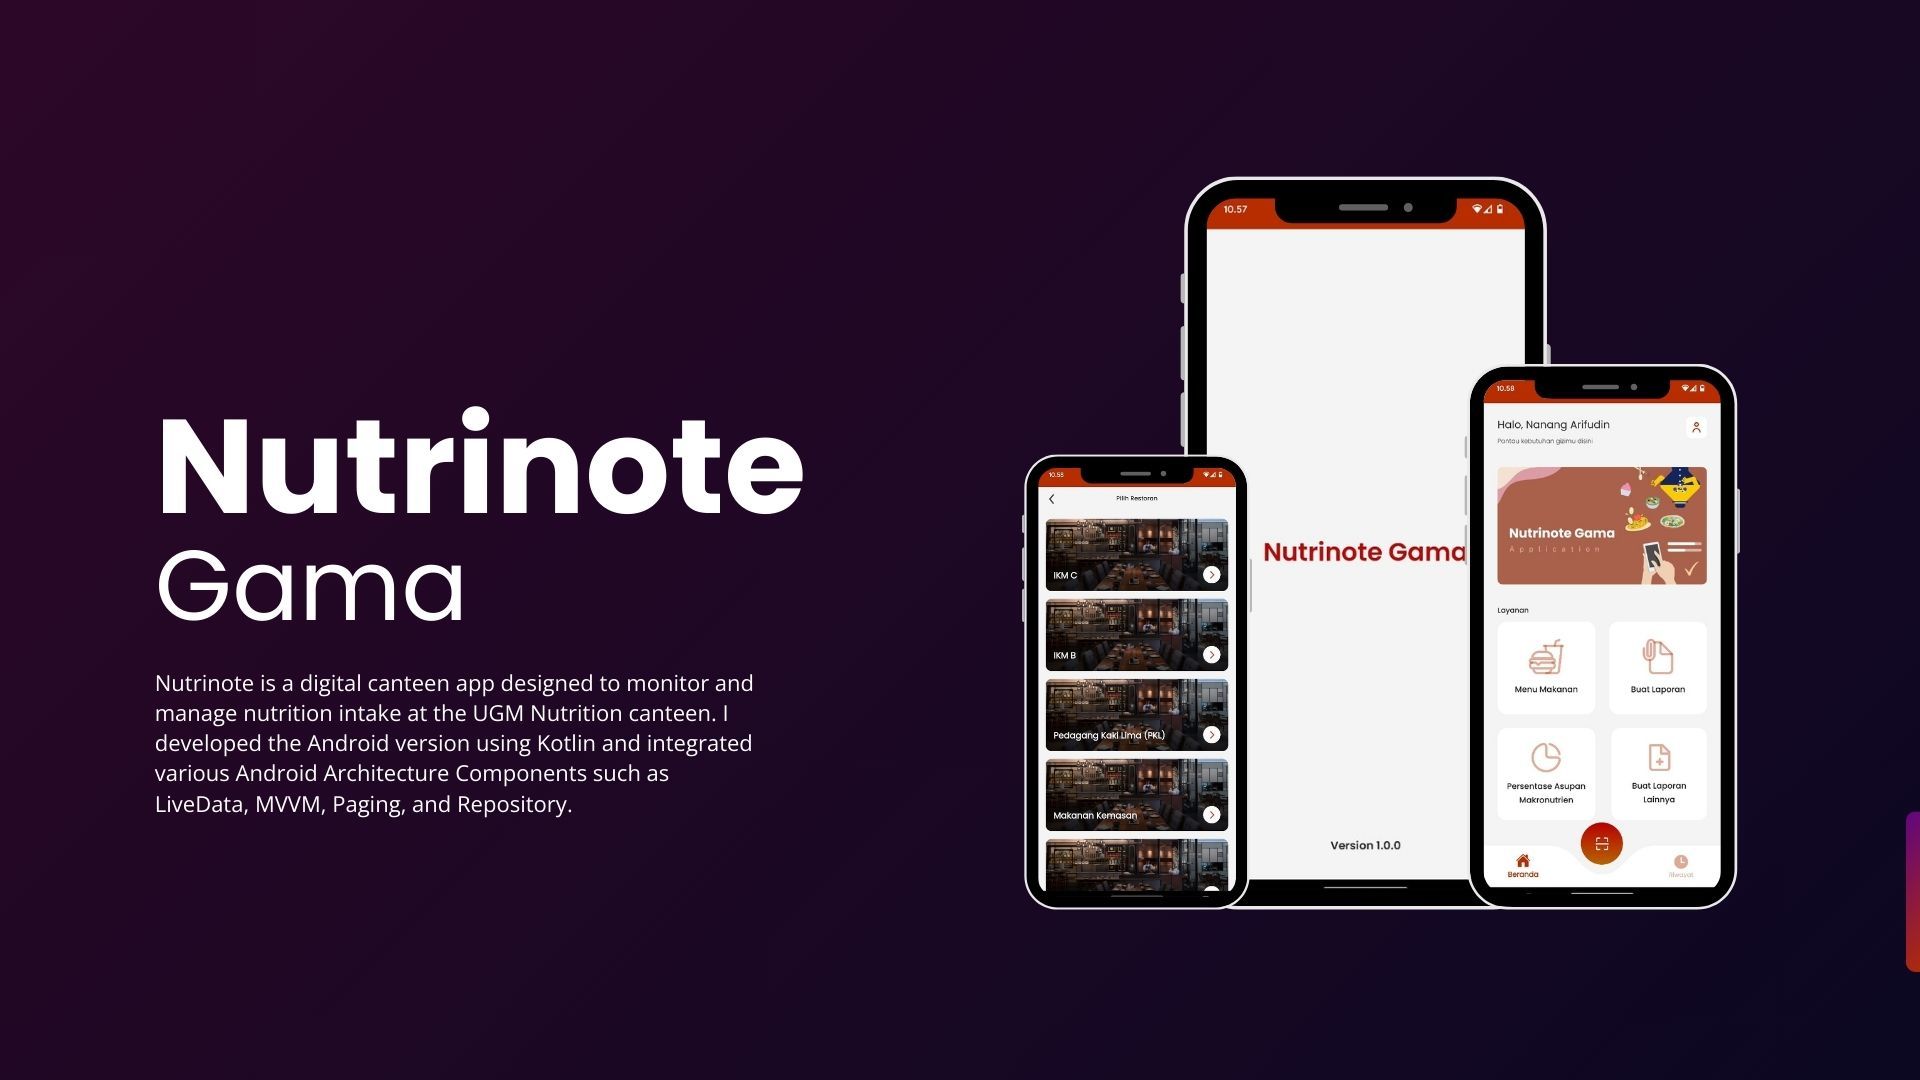 Nutrinote
Gama
Nutrinote is a digital canteen app designed to monitor and
manage nutrition intake at the UGM Nutrition canteen. I
developed the Android version using Kotlin and integrated
various Android Architecture Components such as
LiveData, MVVM, Paging, and Repository.
10.58
Pilih Restoran
IKM C
IKM B
Pedagang Kaki Lima (PKL)
Makanan Kemasan
10.57
Nutrinote Gama
Version 1.0.0
10.58
Halo, Nanang Arifudin
Pantau kebutuhan gizimu disini
Nutrinote Gama
Application
Layanan
Menu Makanan
Buat Laporan
Persentase Asupan
Makronutrien
Buat Laporan
Lainnya
Beranda
Riwayat